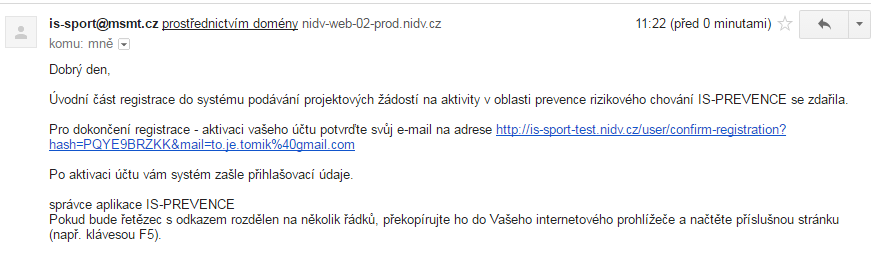 is-sport@msmt.cz prostřednictvím domény nidv-web-02-prod.nidv.cz 11:22 (před 0 minutami)
komu: mně
Dobrý den,
Úvodní část registrace do systému podávání projektových žádostí na aktivity v oblasti prevence rizikového chování IS-PREVENCE se zdařila.
Pro dokončení registrace - aktivaci vašeho účtu potvrďte svůj e-mail na adrese http://is-sport-test.nidv.cz/user/confirm-registration?
hash=PQYE9BRZKK&mail=to.je.tomik%40gmail.com
Po aktivaci účtu vám systém zašle přihlašovací údaje.
správce aplikace IS-PREVENCE
Pokud bude řetězec s odkazem rozdělen na několik řádků, překopírujte ho do Vašeho internetového prohlížeče a načtěte příslušnou stránku
(např. klávesou F5).